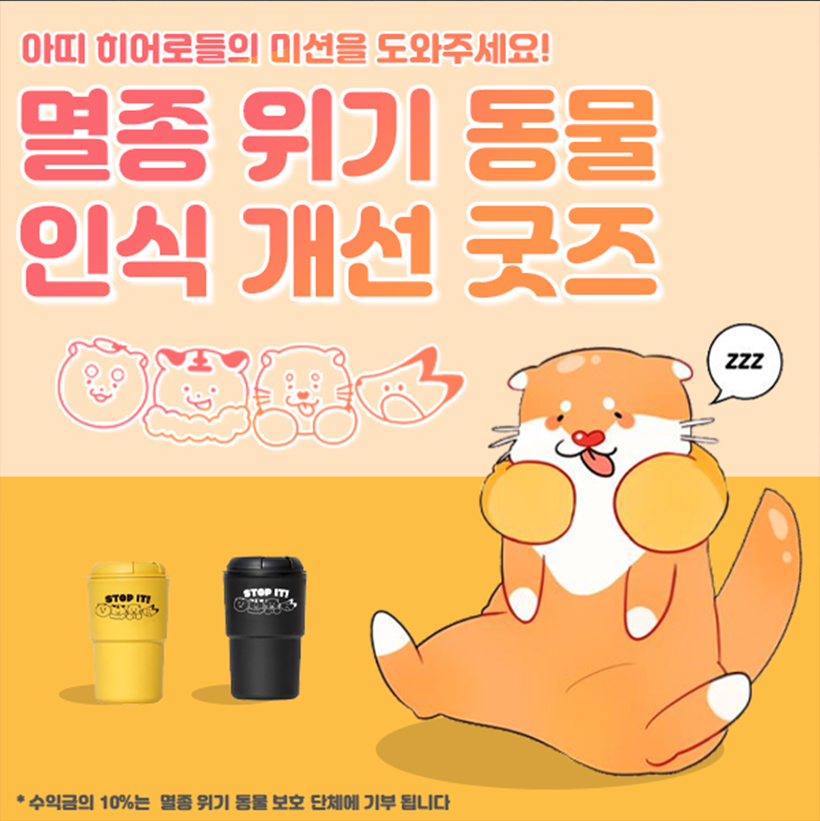 아띠 히어로들의 미션을 도와주세요!
멸종 위기 동물
인식 개선 굿즈
zzz
STOP IT!
STOP IT!
* 수익금의 10%는 멸종 위기 동물 보호 단체에 기부 됩니다